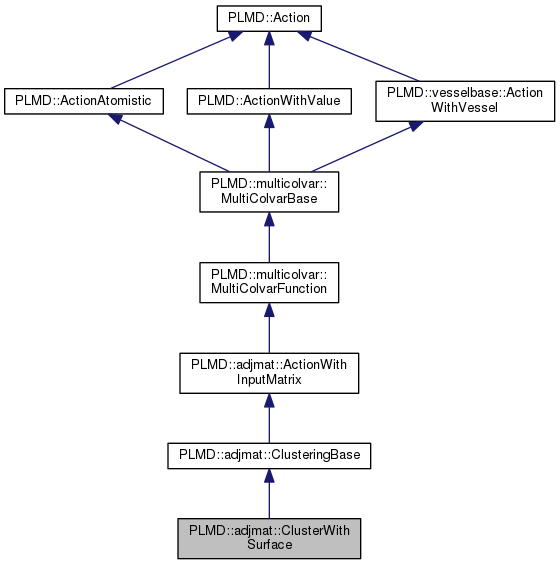 PLMD::Action
PLMD::ActionAtomistic
PLMD::ActionWithValue
PLMD::vesselbase::Action
WithVessel
PLMD::multicolvar::
MultiColvarBase
PLMD::multicolvar::
MultiColvarFunction
PLMD::adjmat::ActionWith
InputMatrix
PLMD::adjmat::ClusteringBase
PLMD::adjmat::ClusterWith
Surface